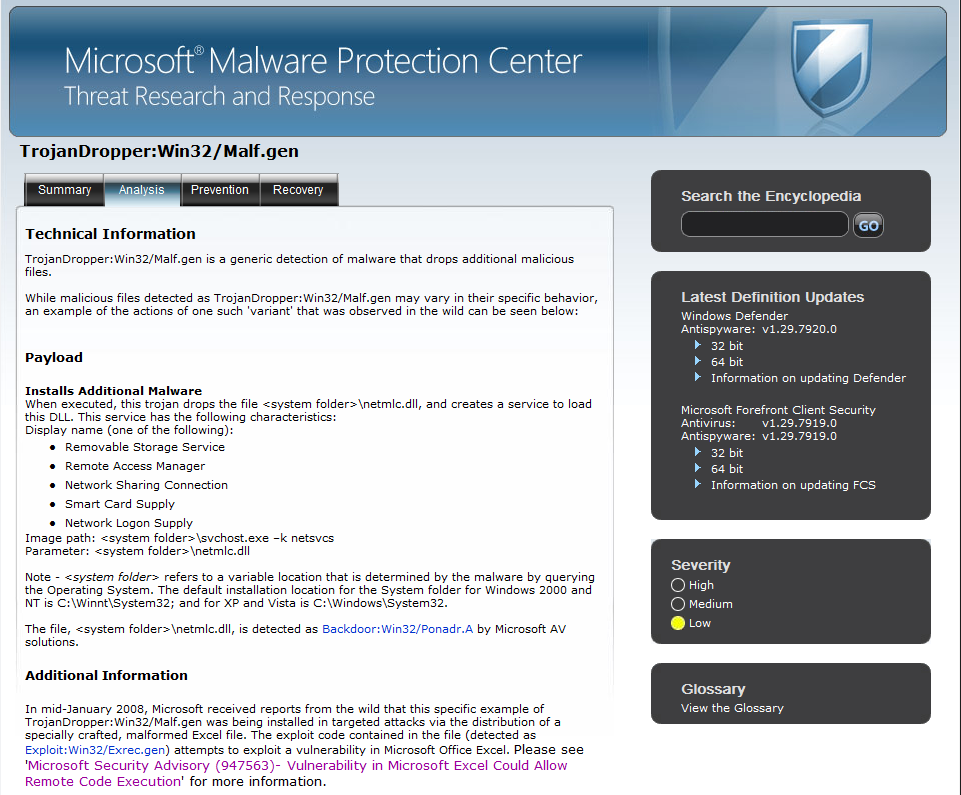 Microsoft® Malware Protection Center
Threat Research and Response
TrojanDropper:Win32/Malf.gen
Summary
Analysis
Prevention
Recovery
Technical Information
TrojanDropper:Win32/Malf.gen is a generic detection of malware that drops additional malicious
files.
While malicious files detected as TrojanDropper:Win32/Malf.gen may vary in their specific behavior,
an example of the actions of one such 'variant' that was observed in the wild can be seen below:
Payload
Installs Additional Malware
When executed, this trojan drops the file <system folder>\netmlc.dll, and creates a service to load
this DLL. This service has the following characteristics:
Display name (one of the following):
• Removable Storage Service
• Remote Access Manager
• Network Sharing Connection
• Smart Card Supply
• Network Logon Supply
Image path: <system folder>\svchost.exe –k netsvcs
Parameter: <system folder>\netmlc.dll
Note - <system folder> refers to a variable location that is determined by the malware by querying
the Operating System. The default installation location for the System folder for Windows 2000 and
NT is C:\Winnt\System32; and for XP and Vista is C:\Windows\System32.
The file, <system folder>\netmlc.dll, is detected as Backdoor:Win32/Ponadr.A by Microsoft AV
solutions.
Additional Information
In mid-January 2008, Microsoft received reports from the wild that this specific example of
TrojanDropper:Win32/Malf.gen was being installed in targeted attacks via the distribution of a
specially crafted, malformed Excel file. The exploit code contained in the file (detected as
Exploit:Win32/Exrec.gen) attempts to exploit a vulnerability in Microsoft Office Excel. Please see
'Microsoft Security Advisory (947563)- Vulnerability in Microsoft Excel Could Allow
Remote Code Execution' for more information.
Search the Encyclopedia
GO
Latest Definition Updates
Windows Defender
Antispyware: v1.29.7920.0
32 bit
64 bit
Information on updating Defender
Microsoft Forefront Client Security
Antivirus: v1.29.7919.0
Antispyware: v1.29.7919.0
32 bit
64 bit
Information on updating FCS
Severity
High
Medium
Low
Glossary
View the Glossary